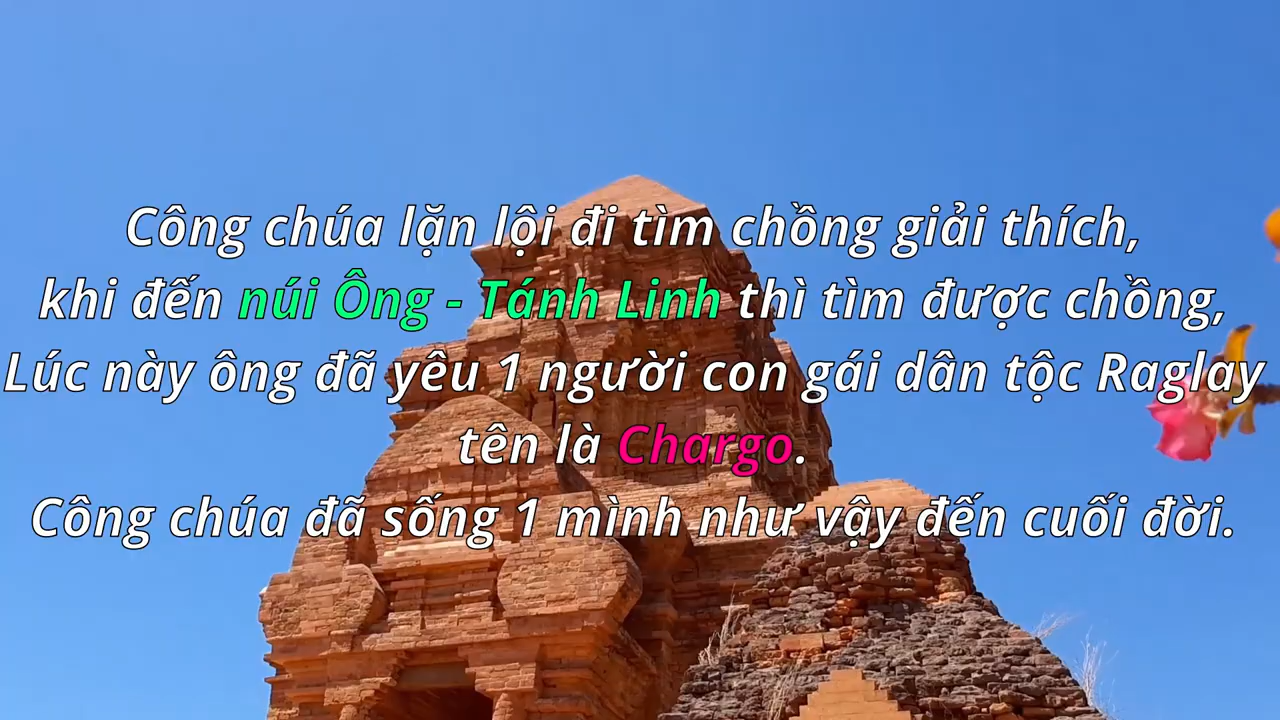 Công chúa lặn lội đi tìm chồng giải thích,
khi đến núi Ông - Tánh Linh thì tìm được chồng,
Lúc này ông đã yêu 1 người con gái dân tộc Raglay
tên là Chargo.
Công chúa đã sống 1 mình như vậy đến cuối đời.